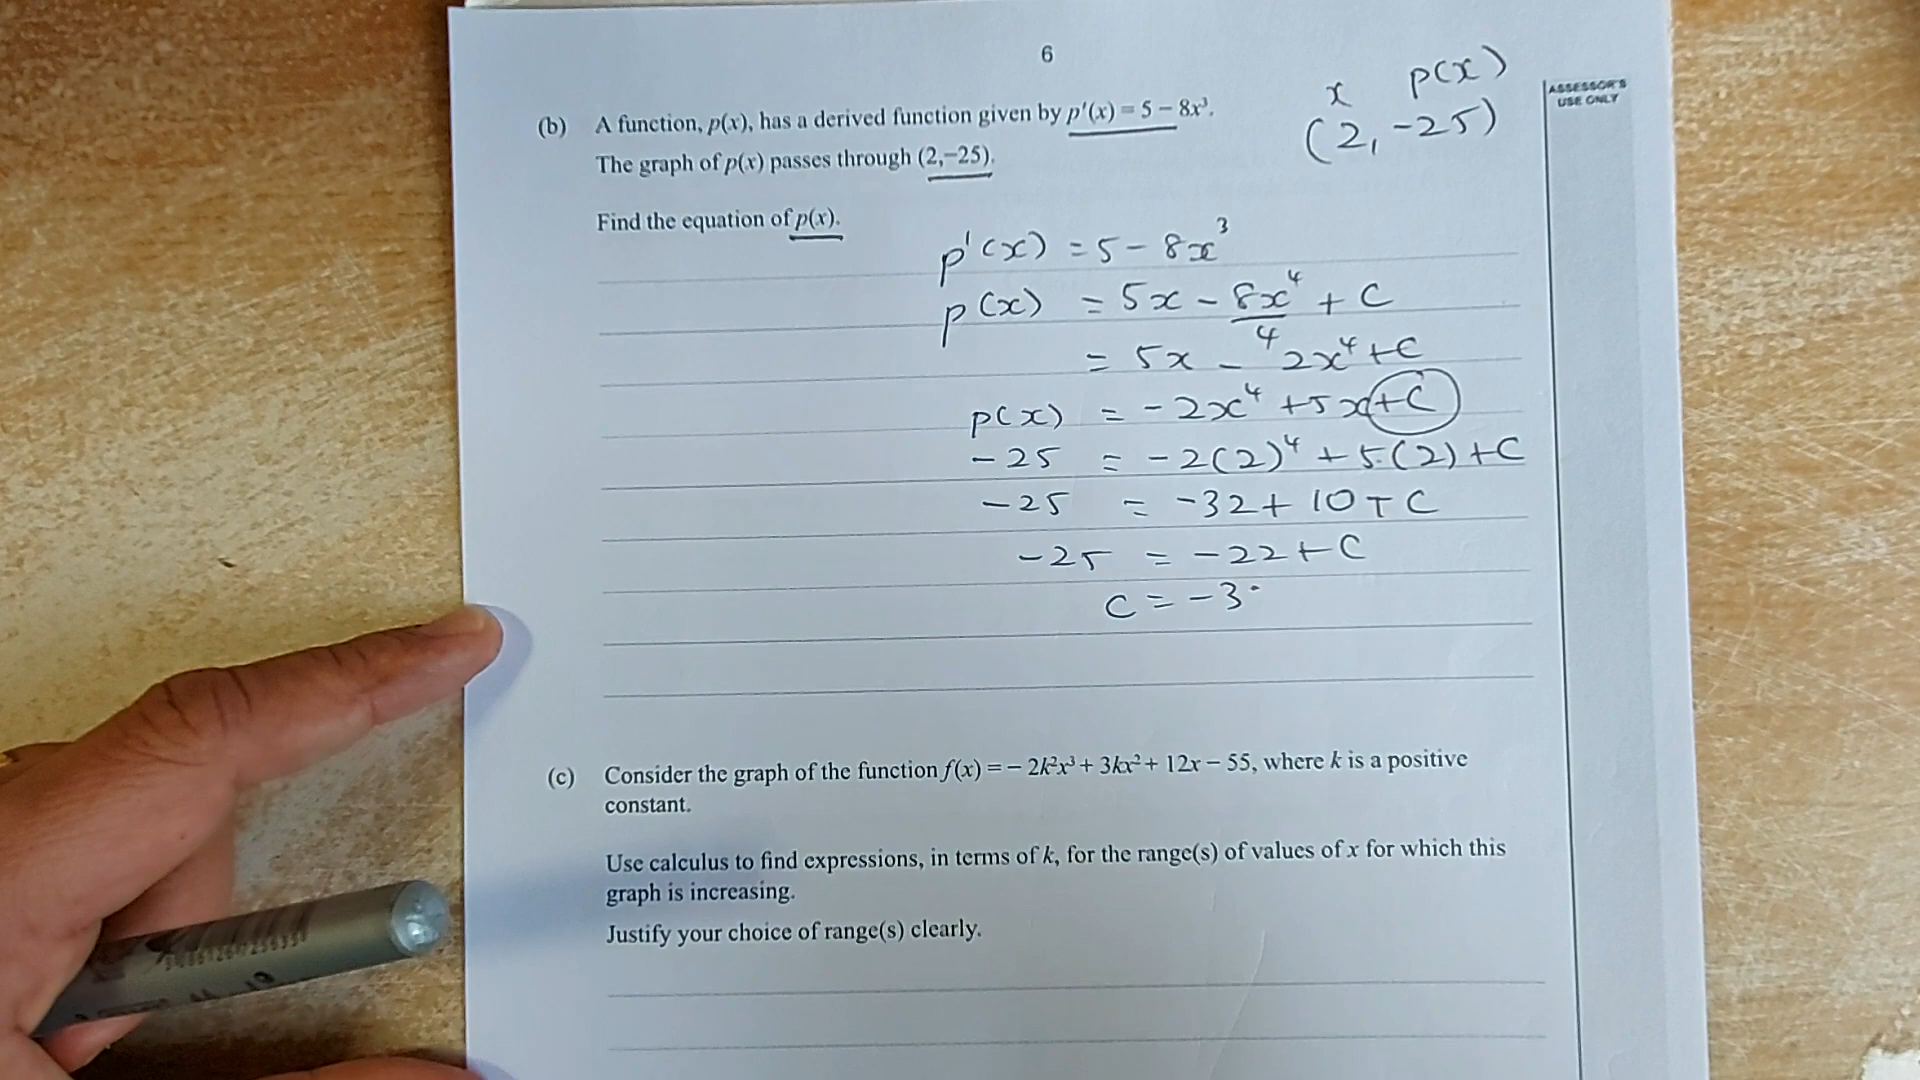 6
ASSESSOR'S
USE ONLY
x p(x)
(2, -25)
(b) A function, p(x), has a derived function given by p′(x) = 5 – 8x³.
The graph of p(x) passes through (2,–25).
Find the equation of p(x).
p'(x) = 5 - 8x³
p(x) = 5x - 8x⁴/4 + C
= 5x - 2x⁴ + C
p(x) = -2x⁴ + 5x + C
-25 = -2(2)⁴ + 5.(2) + C
-25 = -32 + 10 + C
-25 = -22 + C
C = -3.
(c) Consider the graph of the function f(x) = – 2k²x³ + 3kx² + 12x – 55, where k is a positive
constant.
Use calculus to find expressions, in terms of k, for the range(s) of values of x for which this
graph is increasing.
Justify your choice of range(s) clearly.